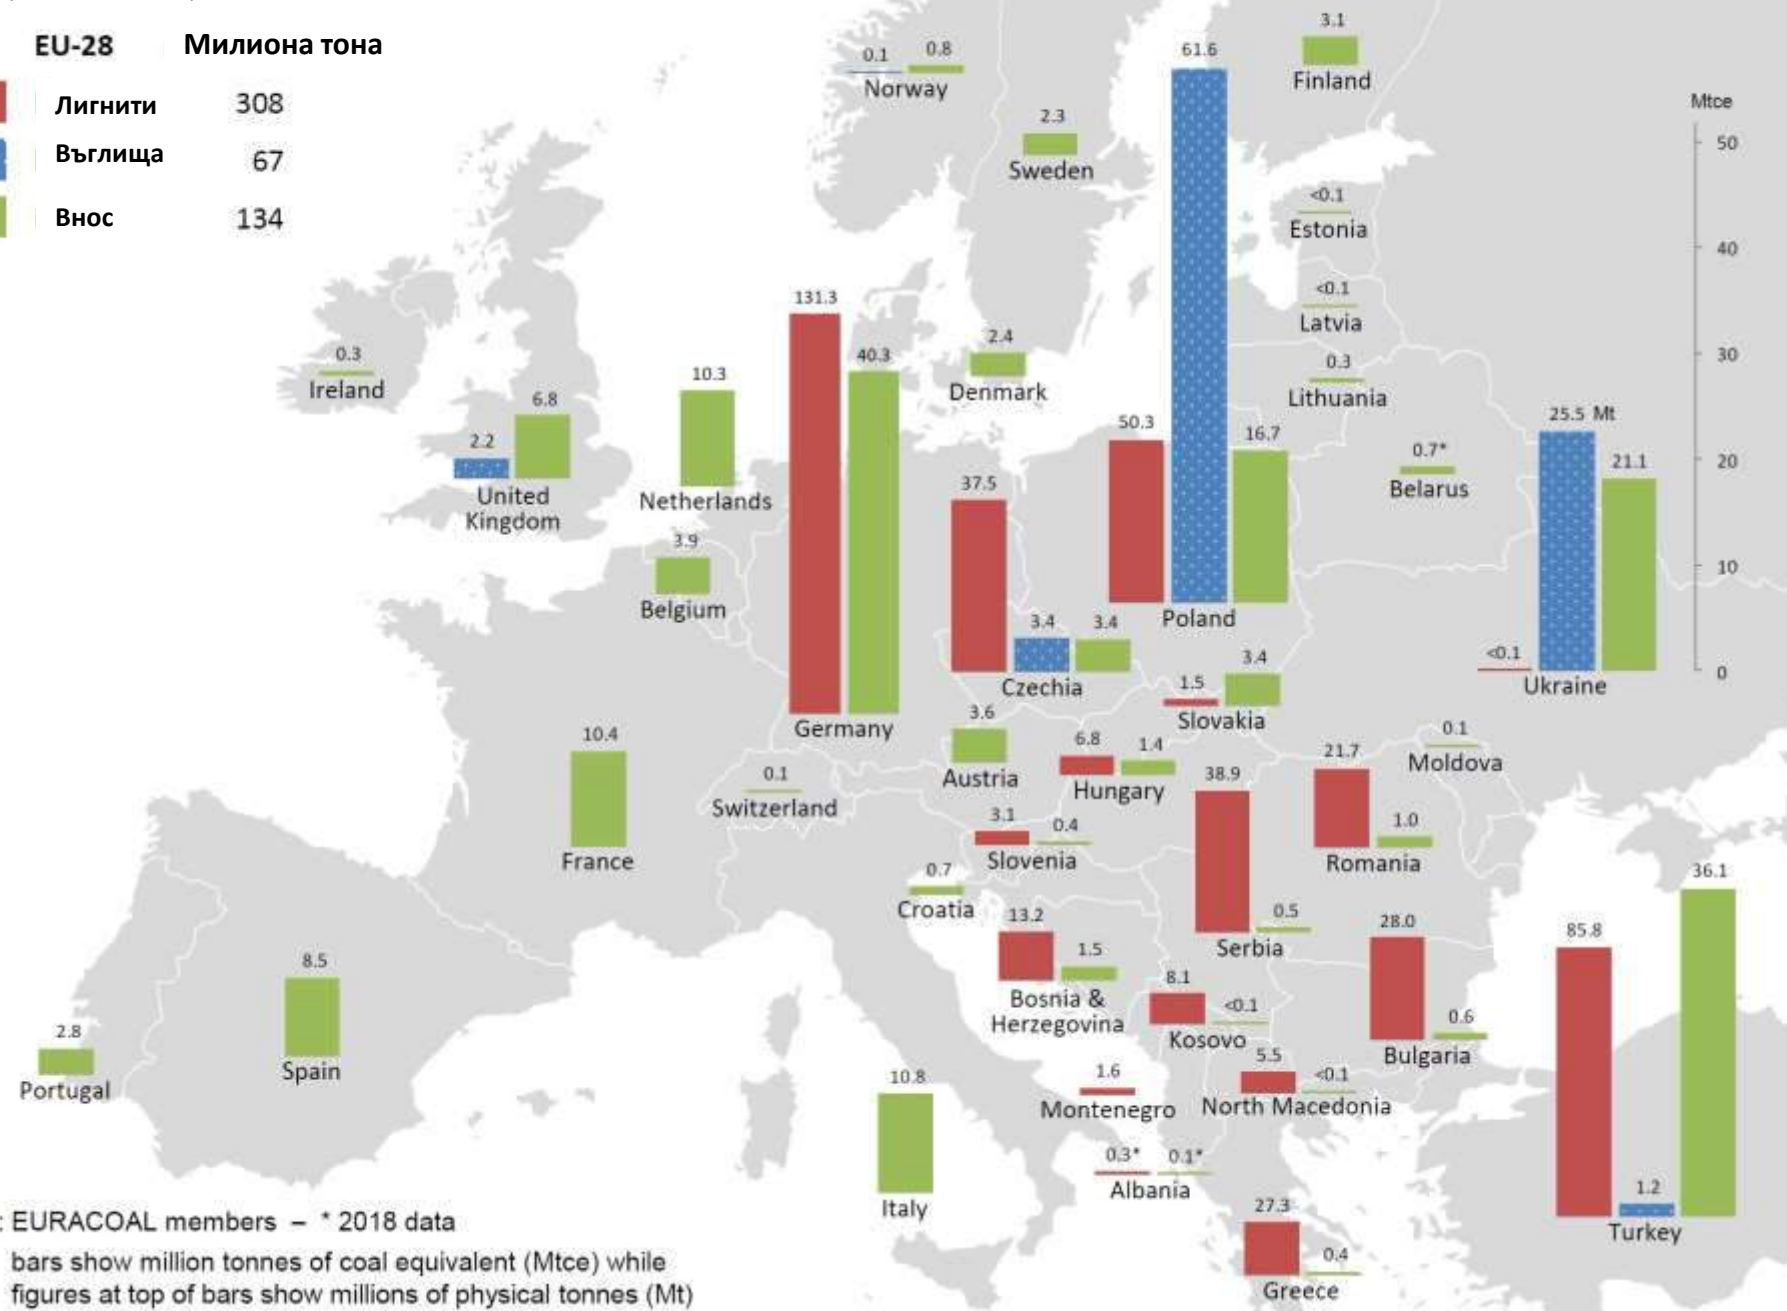 EU-28 Милиона тона
Лигнити 308
Въглища 67
Внос 134
0.1 0.8
Norway
61.6
3.1
Finland
Mtce
50
40
30
20
10
0
2.3
Sweden
<0.1
Estonia
<0.1
Latvia
0.3
Lithuania
0.3
Ireland
2.2 6.8
United
Kingdom
10.3
Netherlands
131.3 40.3
Germany
2.4
Denmark
50.3 16.7
Poland
0.7*
Belarus
25.5 Mt
<0.1 21.1
Ukraine
3.9
Belgium
37.5 3.4 3.4
Czechia
1.5 3.4
Slovakia
10.4
France
0.1
Switzerland
3.6
Austria
6.8 1.4
Hungary
0.1
Moldova
3.1 0.4
Slovenia
38.9 0.5
Serbia
21.7 1.0
Romania
0.7
Croatia
13.2 1.5
Bosnia &
Herzegovina
8.1 <0.1
Kosovo
28.0 0.6
Bulgaria
85.8 1.2 36.1
Turkey
2.8
Portugal
8.5
Spain
10.8
Italy
1.6
Montenegro
5.5 <0.1
North Macedonia
0.3* 0.1*
Albania
27.3 0.4
Greece
: EURACOAL members – * 2018 data
bars show million tonnes of coal equivalent (Mtce) while
figures at top of bars show millions of physical tonnes (Mt)